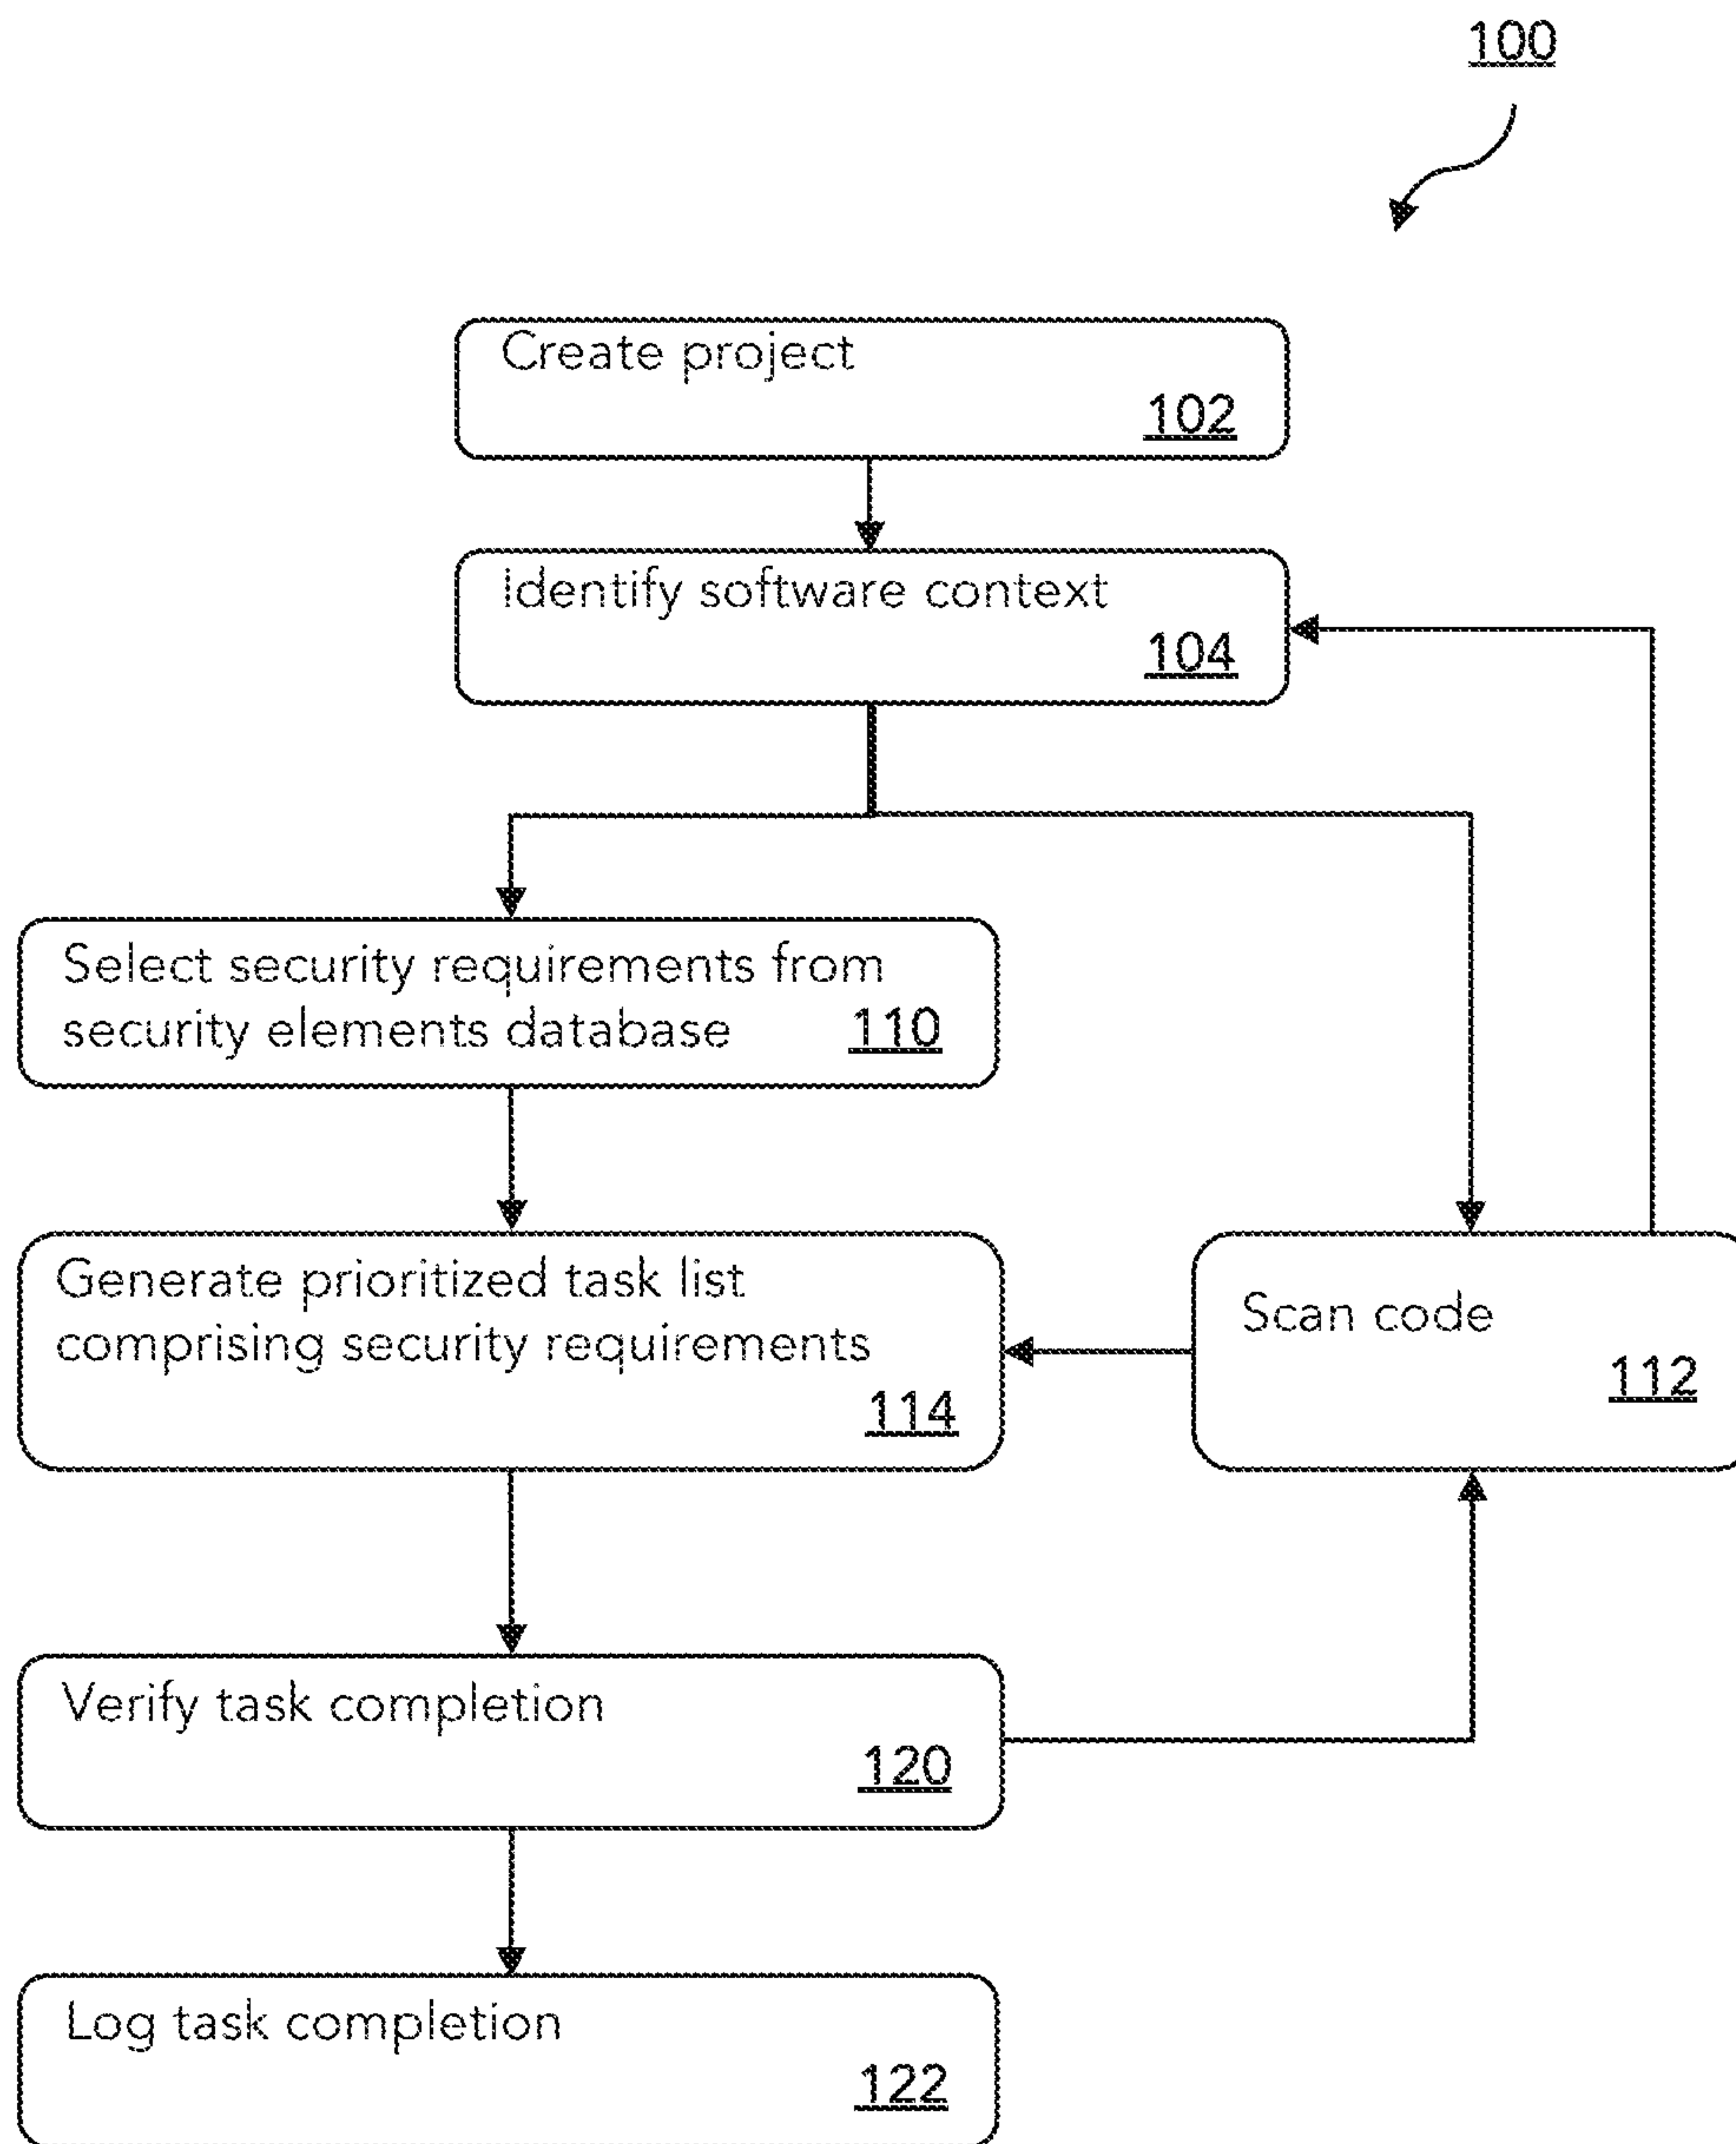 100
Create project
102
Identify software context
104
Select security requirements from
security elements database 110
Generate prioritized task list
comprising security requirements
114
Scan code
112
Verify task completion
120
Log task completion
122